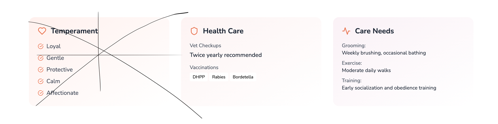 Temperament
Loyal
Gentle
Protective
Calm
Affectionate
Health Care
Vet Checkups
Twice yearly recommended
Vaccinations
DHPP Rabies Bordetella
Care Needs
Grooming:
Weekly brushing, occasional bathing
Exercise:
Moderate daily walks
Training:
Early socialization and obedience training